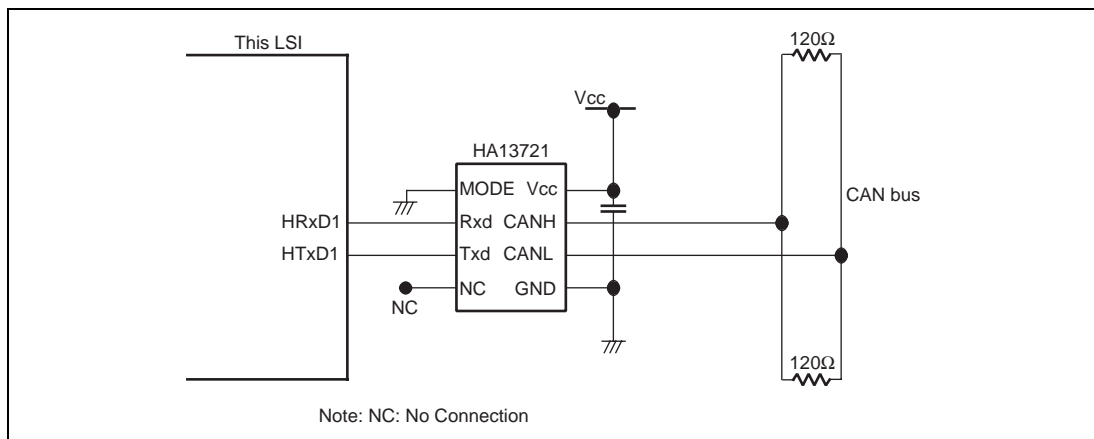 This LSI
120Ω
Vcc
HA13721
MODE Vcc
CAN bus
HRxD1
Rxd CANH
HTxD1
Txd CANL
NC GND
NC
120Ω
Note: NC: No Connection